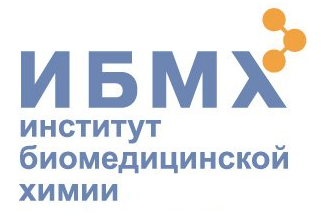 ИБМХ
институт
биомедицинской
химии